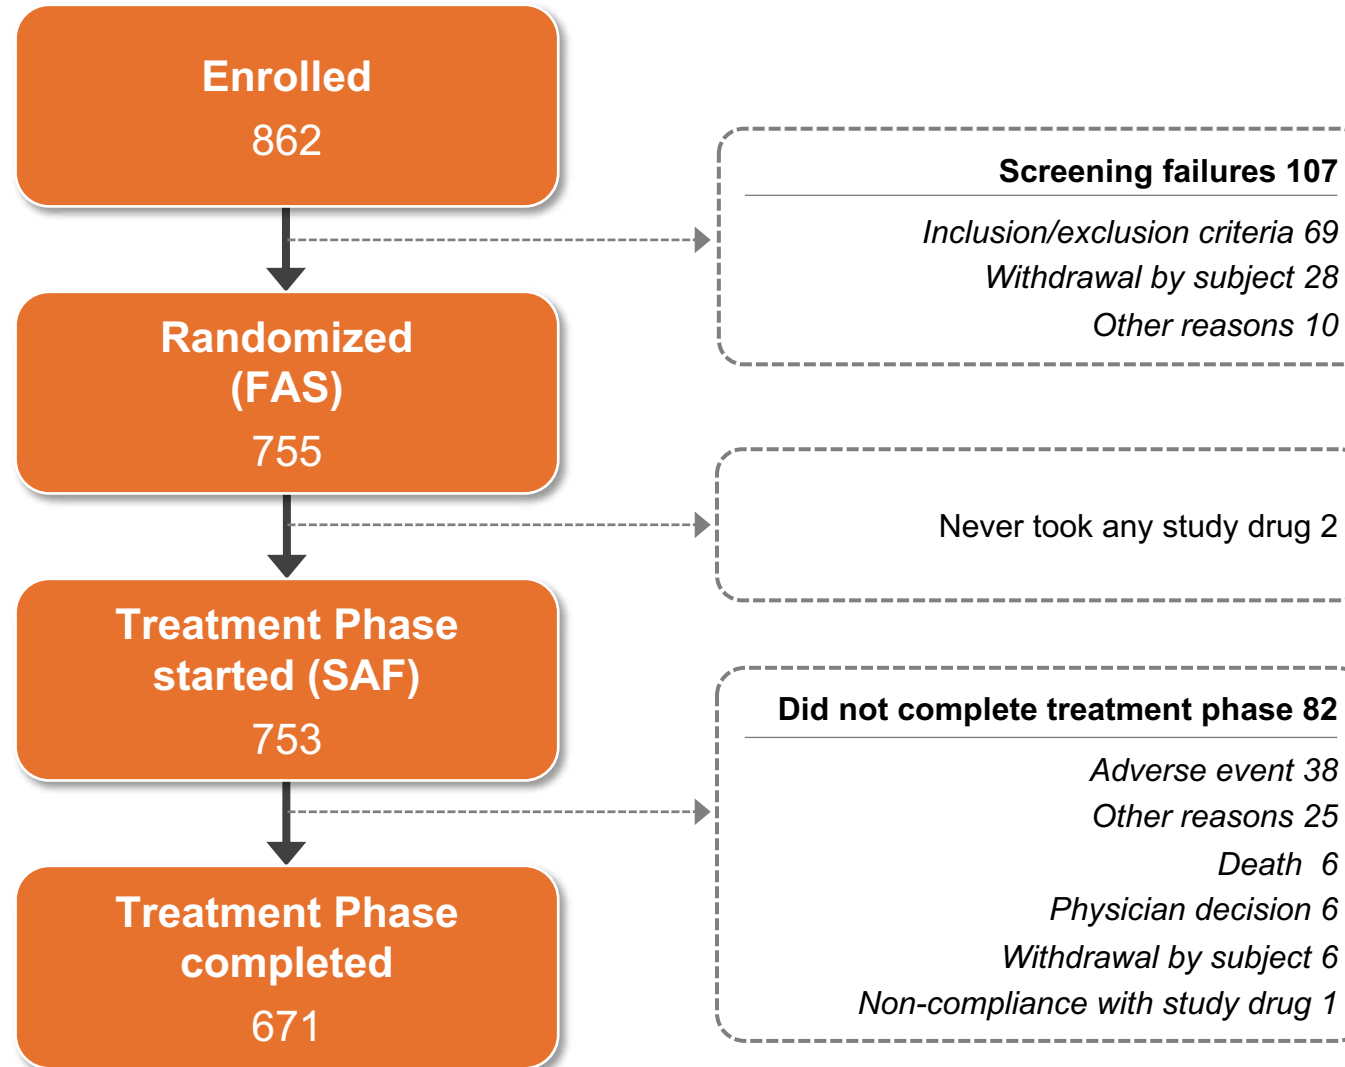 Enrolled
862
Screening failures 107
Inclusion/exclusion criteria 69
Withdrawal by subject 28
Other reasons 10
Randomized
(FAS)
755
Never took any study drug 2
Treatment Phase
started (SAF)
753
Did not complete treatment phase 82
Adverse event 38
Other reasons 25
Death 6
Physician decision 6
Withdrawal by subject 6
Non-compliance with study drug 1
Treatment Phase
completed
671